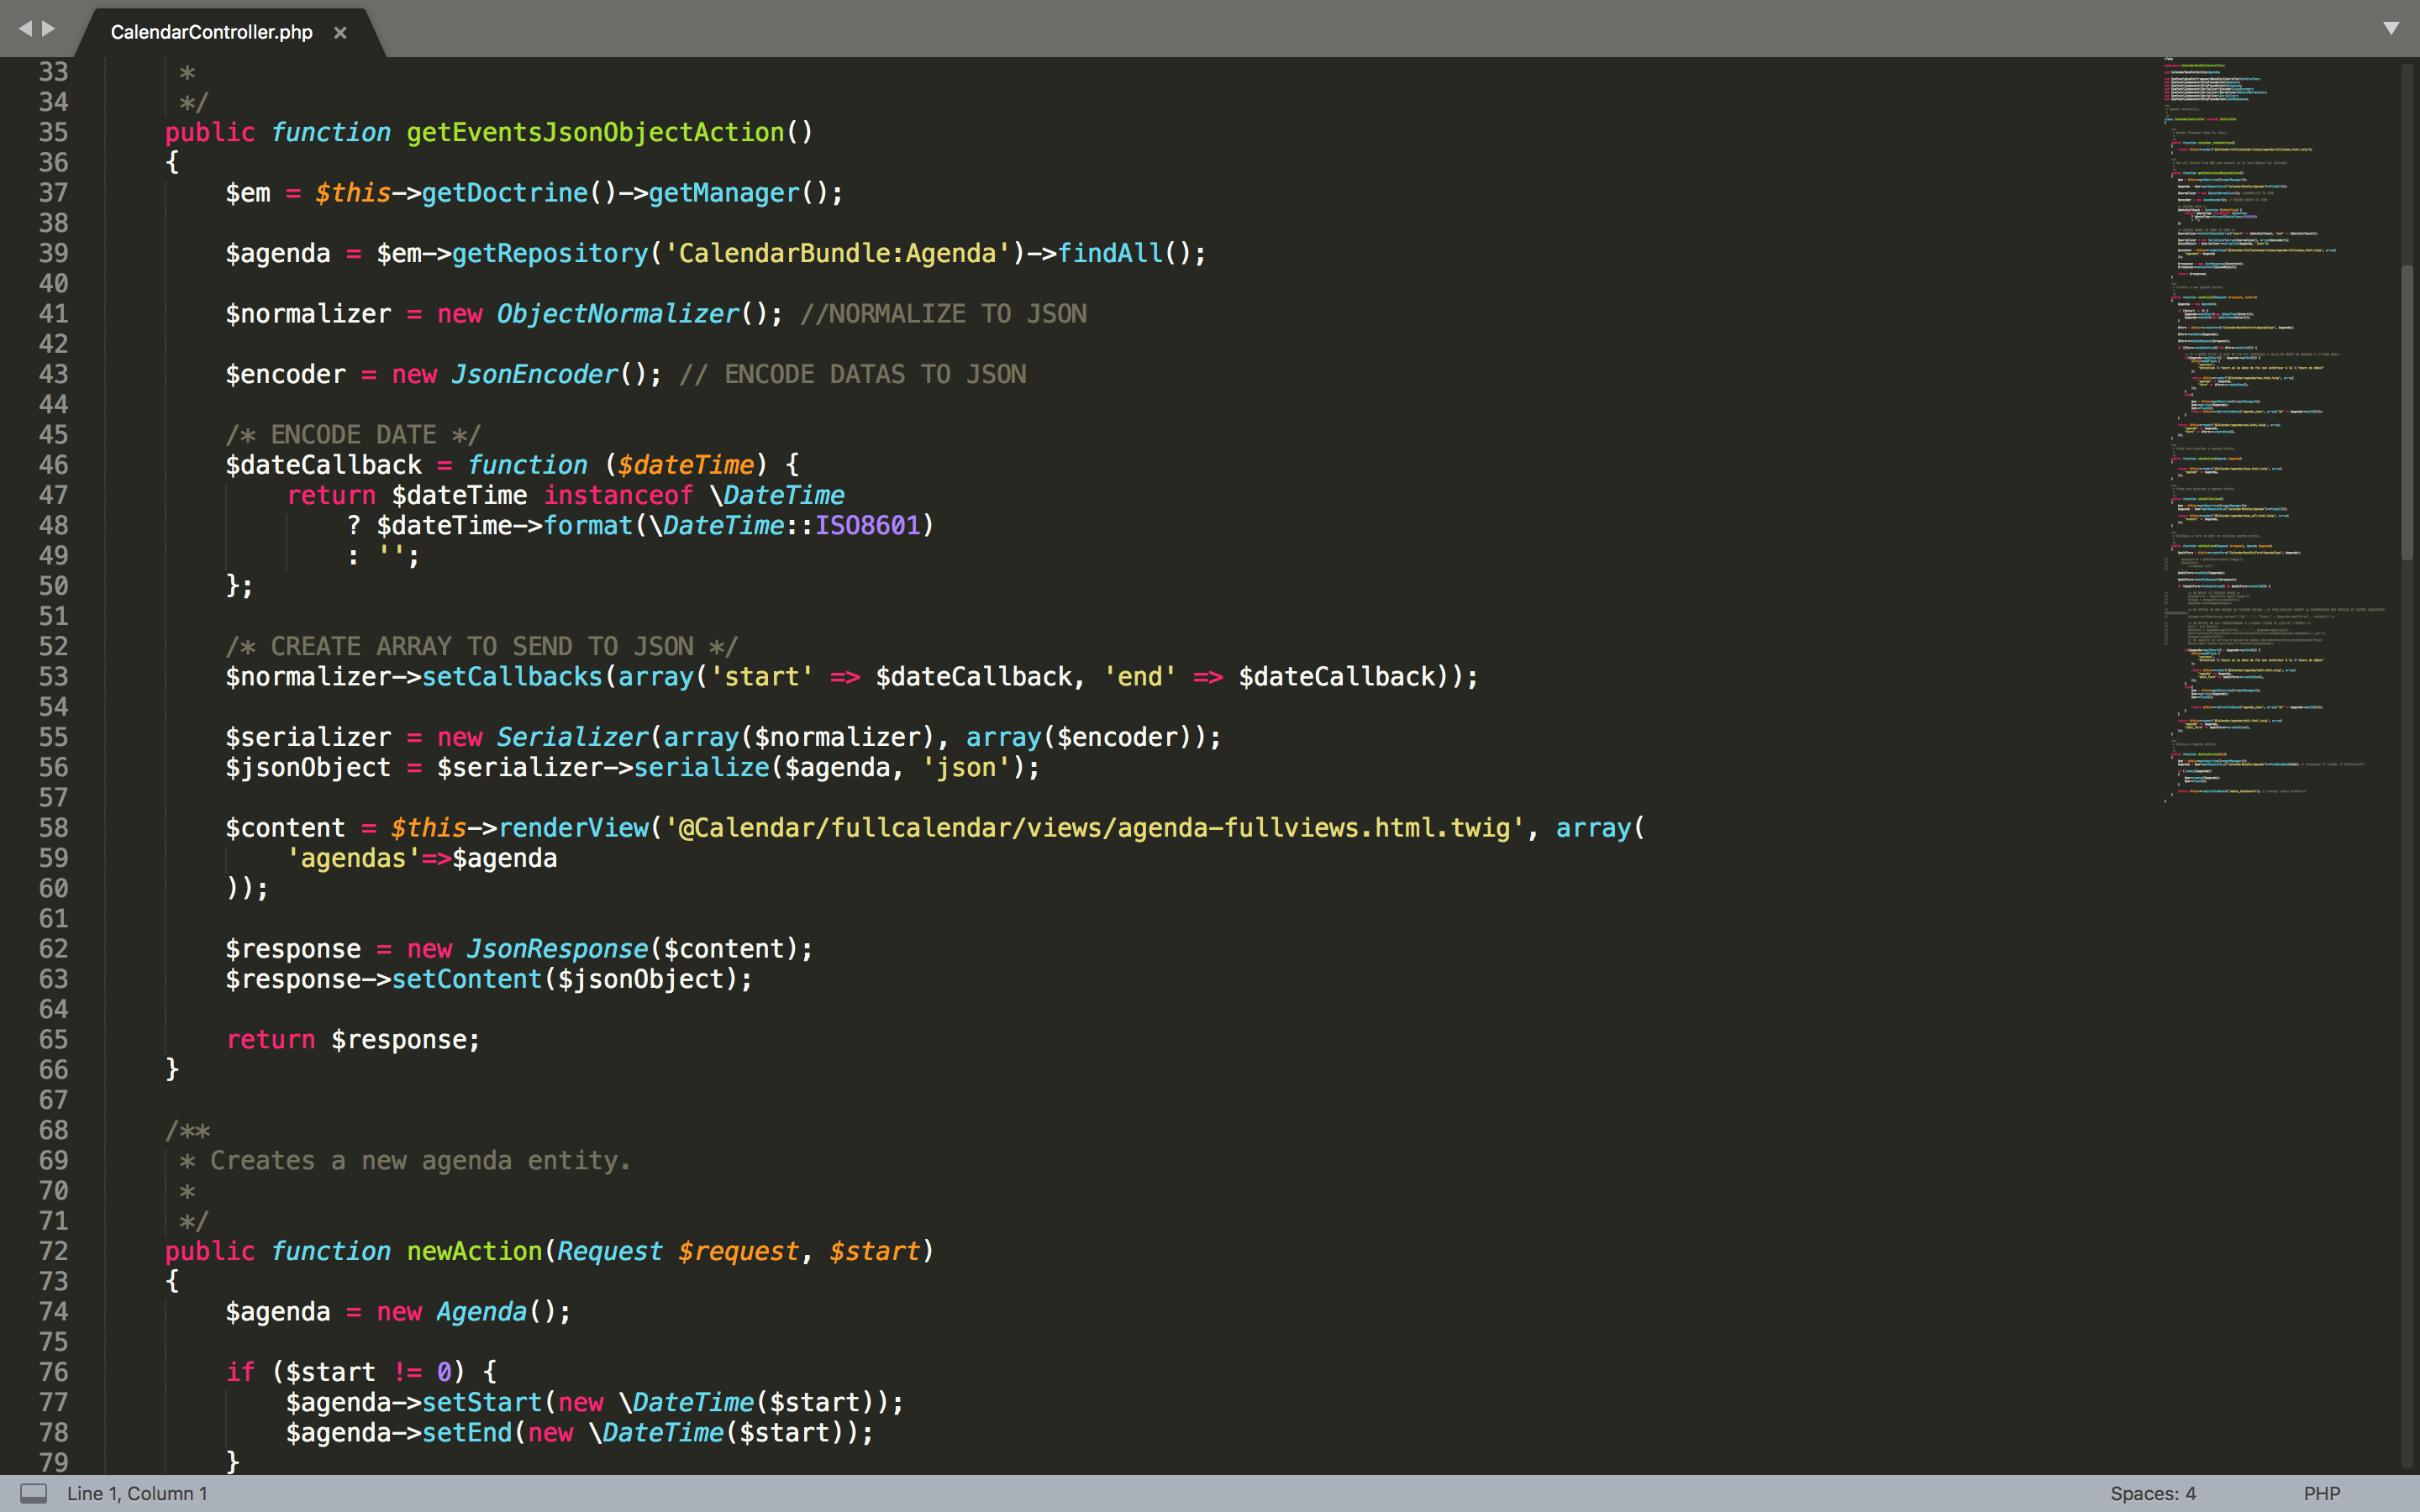 CalendarController.php ×
33 *
34 */
35 public function getEventsJsonObjectAction()
36 {
37 $em = $this->getDoctrine()->getManager();
38
39 $agenda = $em->getRepository('CalendarBundle:Agenda')->findAll();
40
41 $normalizer = new ObjectNormalizer(); //NORMALIZE TO JSON
42
43 $encoder = new JsonEncoder(); // ENCODE DATAS TO JSON
44
45 /* ENCODE DATE */
46 $dateCallback = function ($dateTime) {
47 return $dateTime instanceof \DateTime
48 ? $dateTime->format(\DateTime::ISO8601)
49 : '';
50 };
51
52 /* CREATE ARRAY TO SEND TO JSON */
53 $normalizer->setCallbacks(array('start' => $dateCallback, 'end' => $dateCallback));
54
55 $serializer = new Serializer(array($normalizer), array($encoder));
56 $jsonObject = $serializer->serialize($agenda, 'json');
57
58 $content = $this->renderView('@Calendar/fullcalendar/views/agenda-fullviews.html.twig', array(
59 'agendas'=>$agenda
60 ));
61
62 $response = new JsonResponse($content);
63 $response->setContent($jsonObject);
64
65 return $response;
66 }
67
68 /**
69 * Creates a new agenda entity.
70 *
71 */
72 public function newAction(Request $request, $start)
73 {
74 $agenda = new Agenda();
75
76 if ($start != 0) {
77 $agenda->setStart(new \DateTime($start));
78 $agenda->setEnd(new \DateTime($start));
79 }
Line 1, Column 1
Spaces: 4
PHP